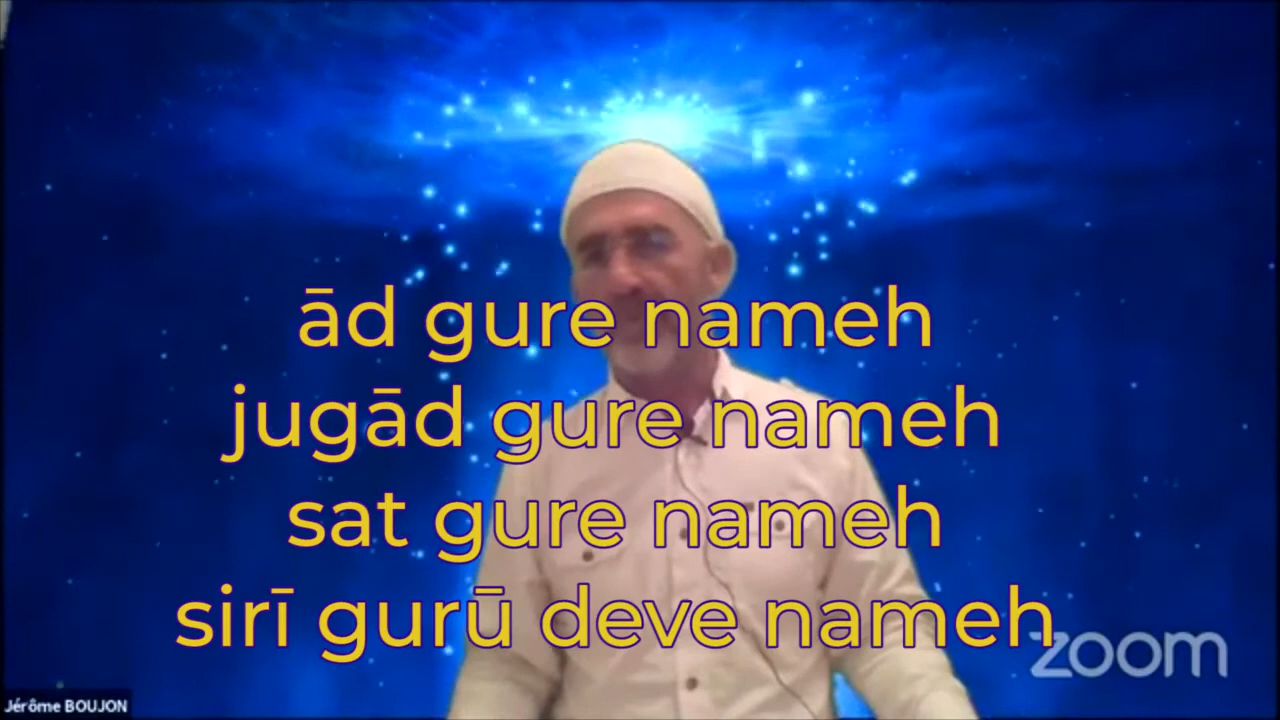 ād gure nameh
jugād gure nameh
sat gure nameh
sirī gurū deve nameh
zoom
Jérôme BOUJON